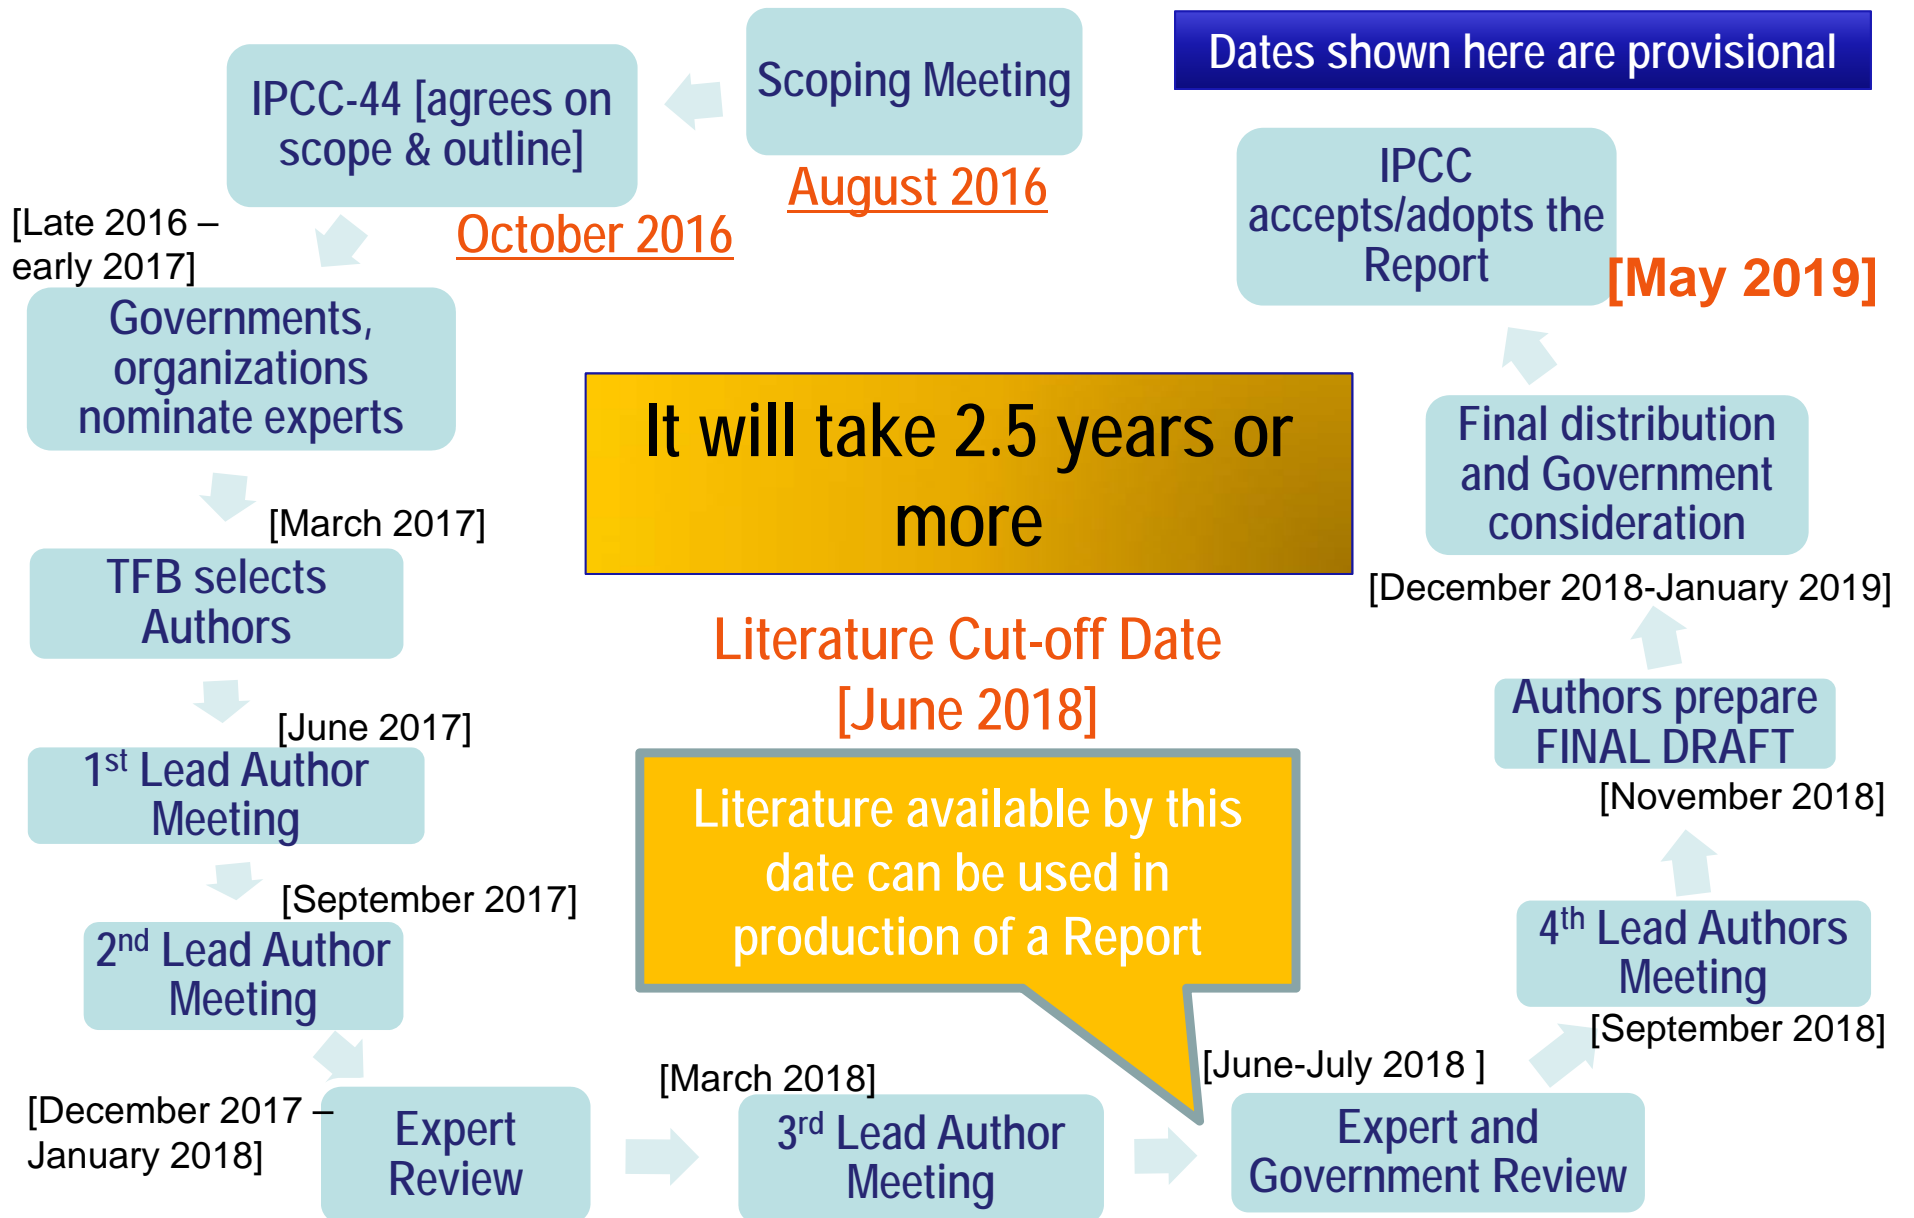 Dates shown here are provisional
Scoping Meeting
August 2016
IPCC-44 [agrees on
scope & outline]
October 2016
[Late 2016 –
early 2017]
Governments,
organizations
nominate experts
[March 2017]
TFB selects
Authors
[June 2017]
1st Lead Author
Meeting
[September 2017]
2nd Lead Author
Meeting
[December 2017 –
January 2018]
Expert
Review
[March 2018]
3rd Lead Author
Meeting
[June-July 2018 ]
Expert and
Government Review
4th Lead Authors
Meeting
[September 2018]
Authors prepare
FINAL DRAFT
[November 2018]
Final distribution
and Government
consideration
[December 2018-January 2019]
IPCC
accepts/adopts the
Report
[May 2019]
It will take 2.5 years or
more
Literature Cut-off Date
[June 2018]
Literature available by this
date can be used in
production of a Report